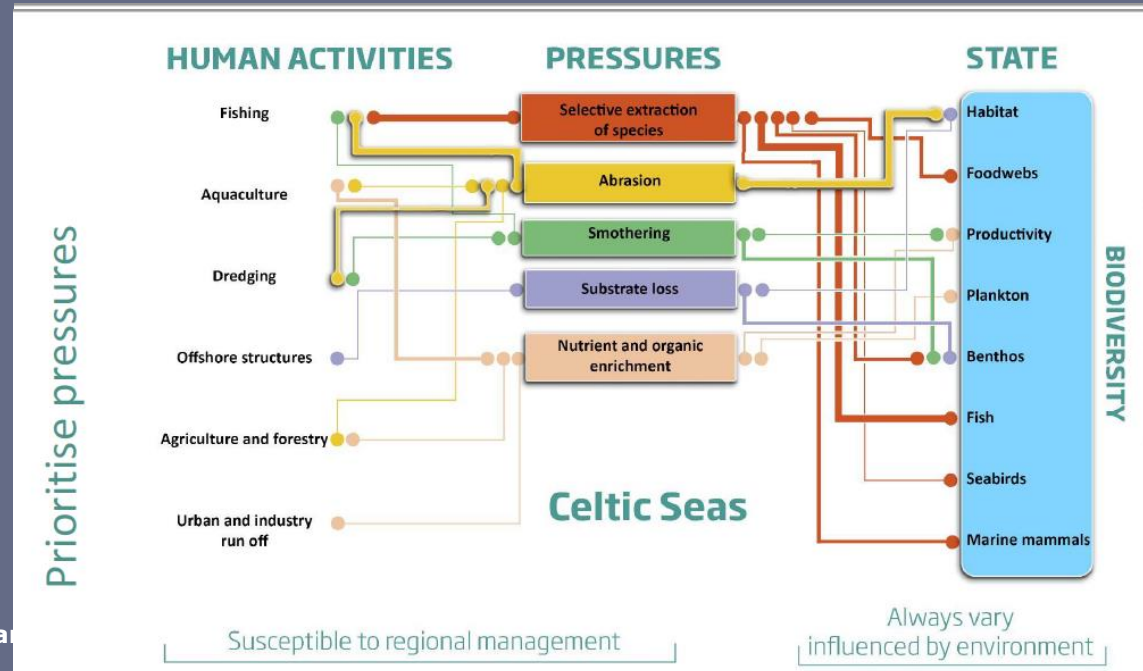 HUMAN ACTIVITIES
PRESSURES
STATE
Fishing
Aquaculture
Dredging
Offshore structures
Agriculture and forestry
Urban and industry
run off
Selective extraction
of species
Abrasion
Smothering
Substrate loss
Nutrient and organic
enrichment
Habitat
Foodwebs
Productivity
Plankton
Benthos
Fish
Seabirds
Marine mammals
BIODIVERSITY
Prioritise pressures
Celtic Seas
Susceptible to regional management
Always vary
influenced by environment